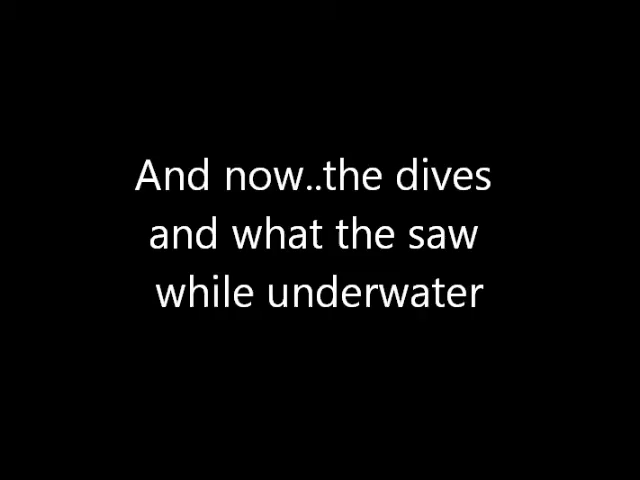 And now..the dives
and what the saw
while underwater